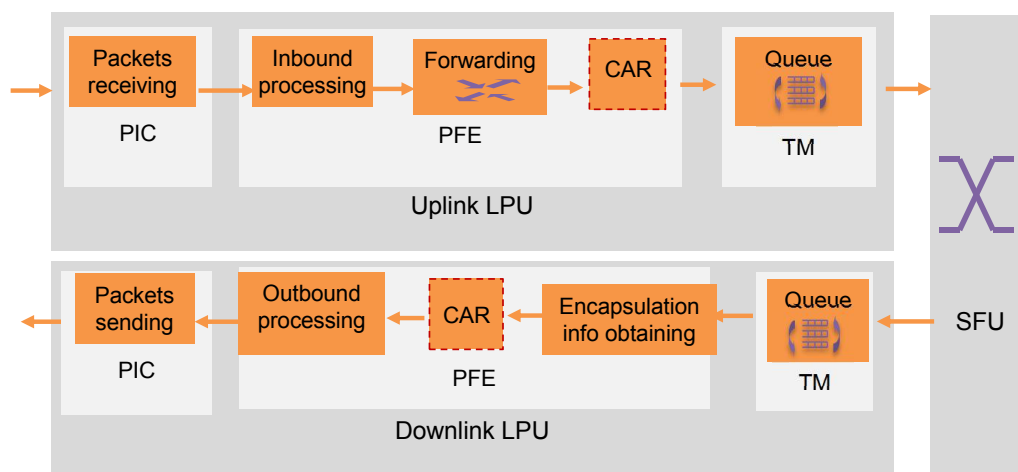 Packets
receiving
PIC
Inbound
processing
Forwarding
CAR
PFE
Queue
TM
Uplink LPU
Packets
sending
PIC
Outbound
processing
CAR
Encapsulation
info obtaining
PFE
Queue
TM
Downlink LPU
SFU